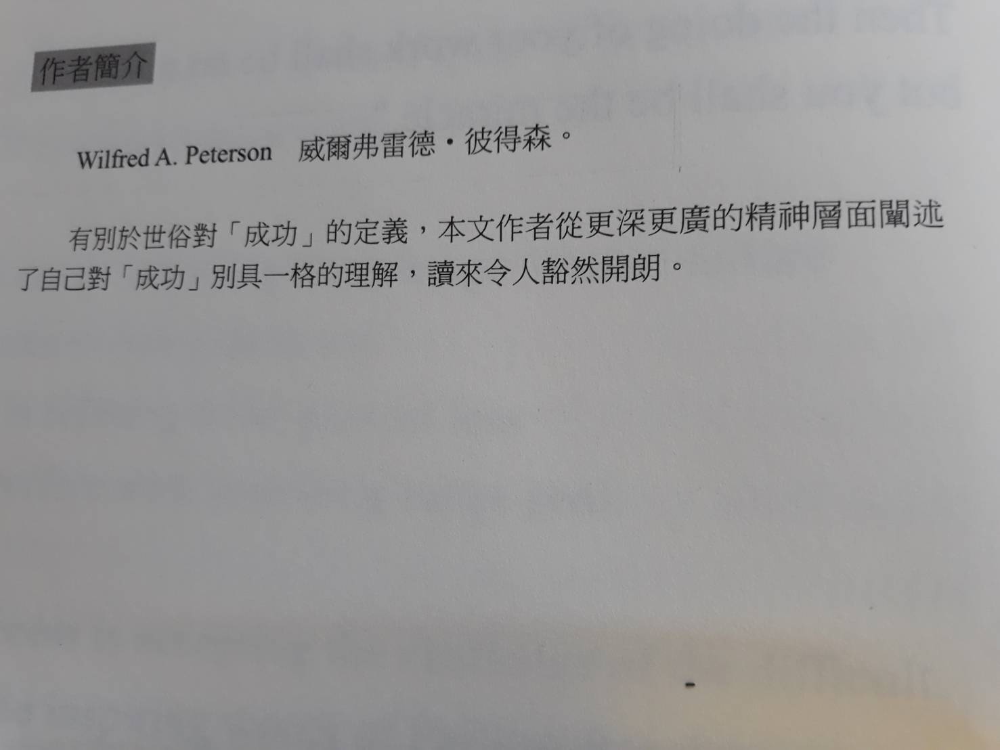 作者簡介
Wilfred A. Peterson 威爾弗雷德・彼得森。
有別於世俗對「成功」的定義，本文作者從更深更廣的精神層面闡述
了自己對「成功」別具一格的理解，讀來令人豁然開朗。